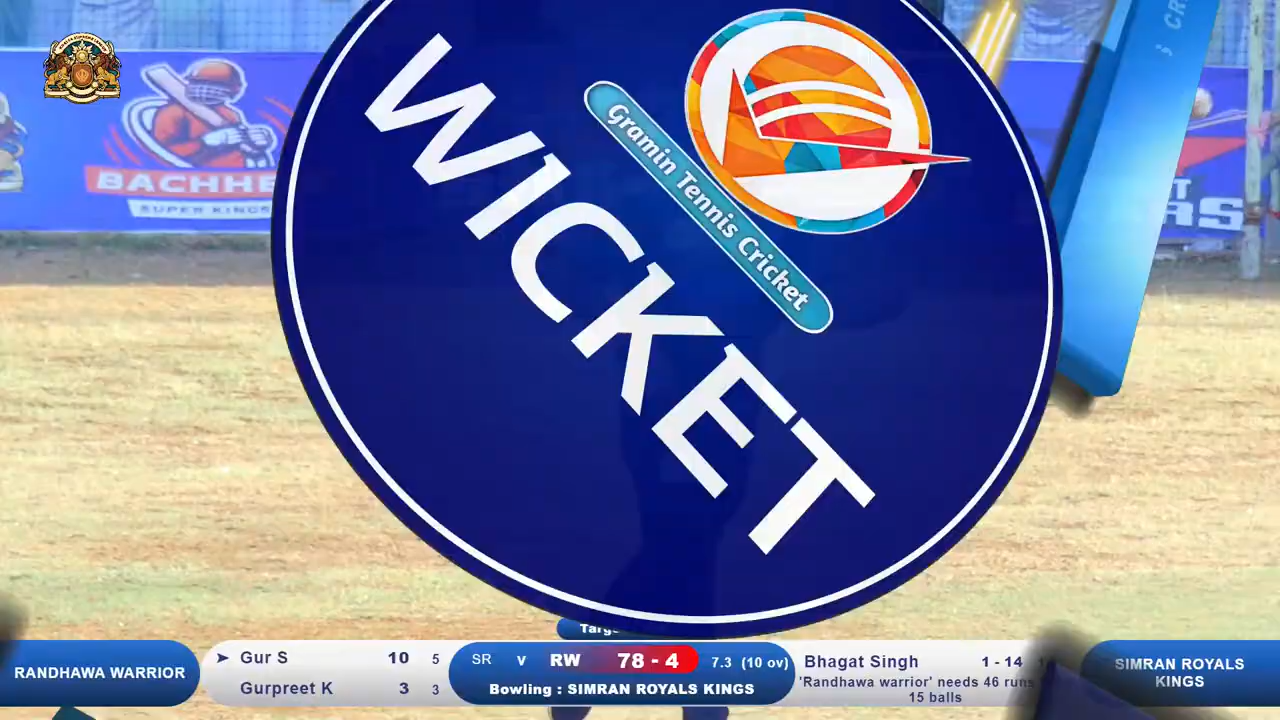 BACHHE
SUPER KINGS
WICKET
Gramin Tennis Cricket
RANDHAWA WARRIOR
Gur S 10 5
Gurpreet K 3 3
SR v RW 78 - 4 7.3 (10 ov)
Bowling : SIMRAN ROYALS KINGS
Bhagat Singh 1 - 14
'Randhawa warrior' needs 46 runs
15 balls
SIMRAN ROYALS
KINGS